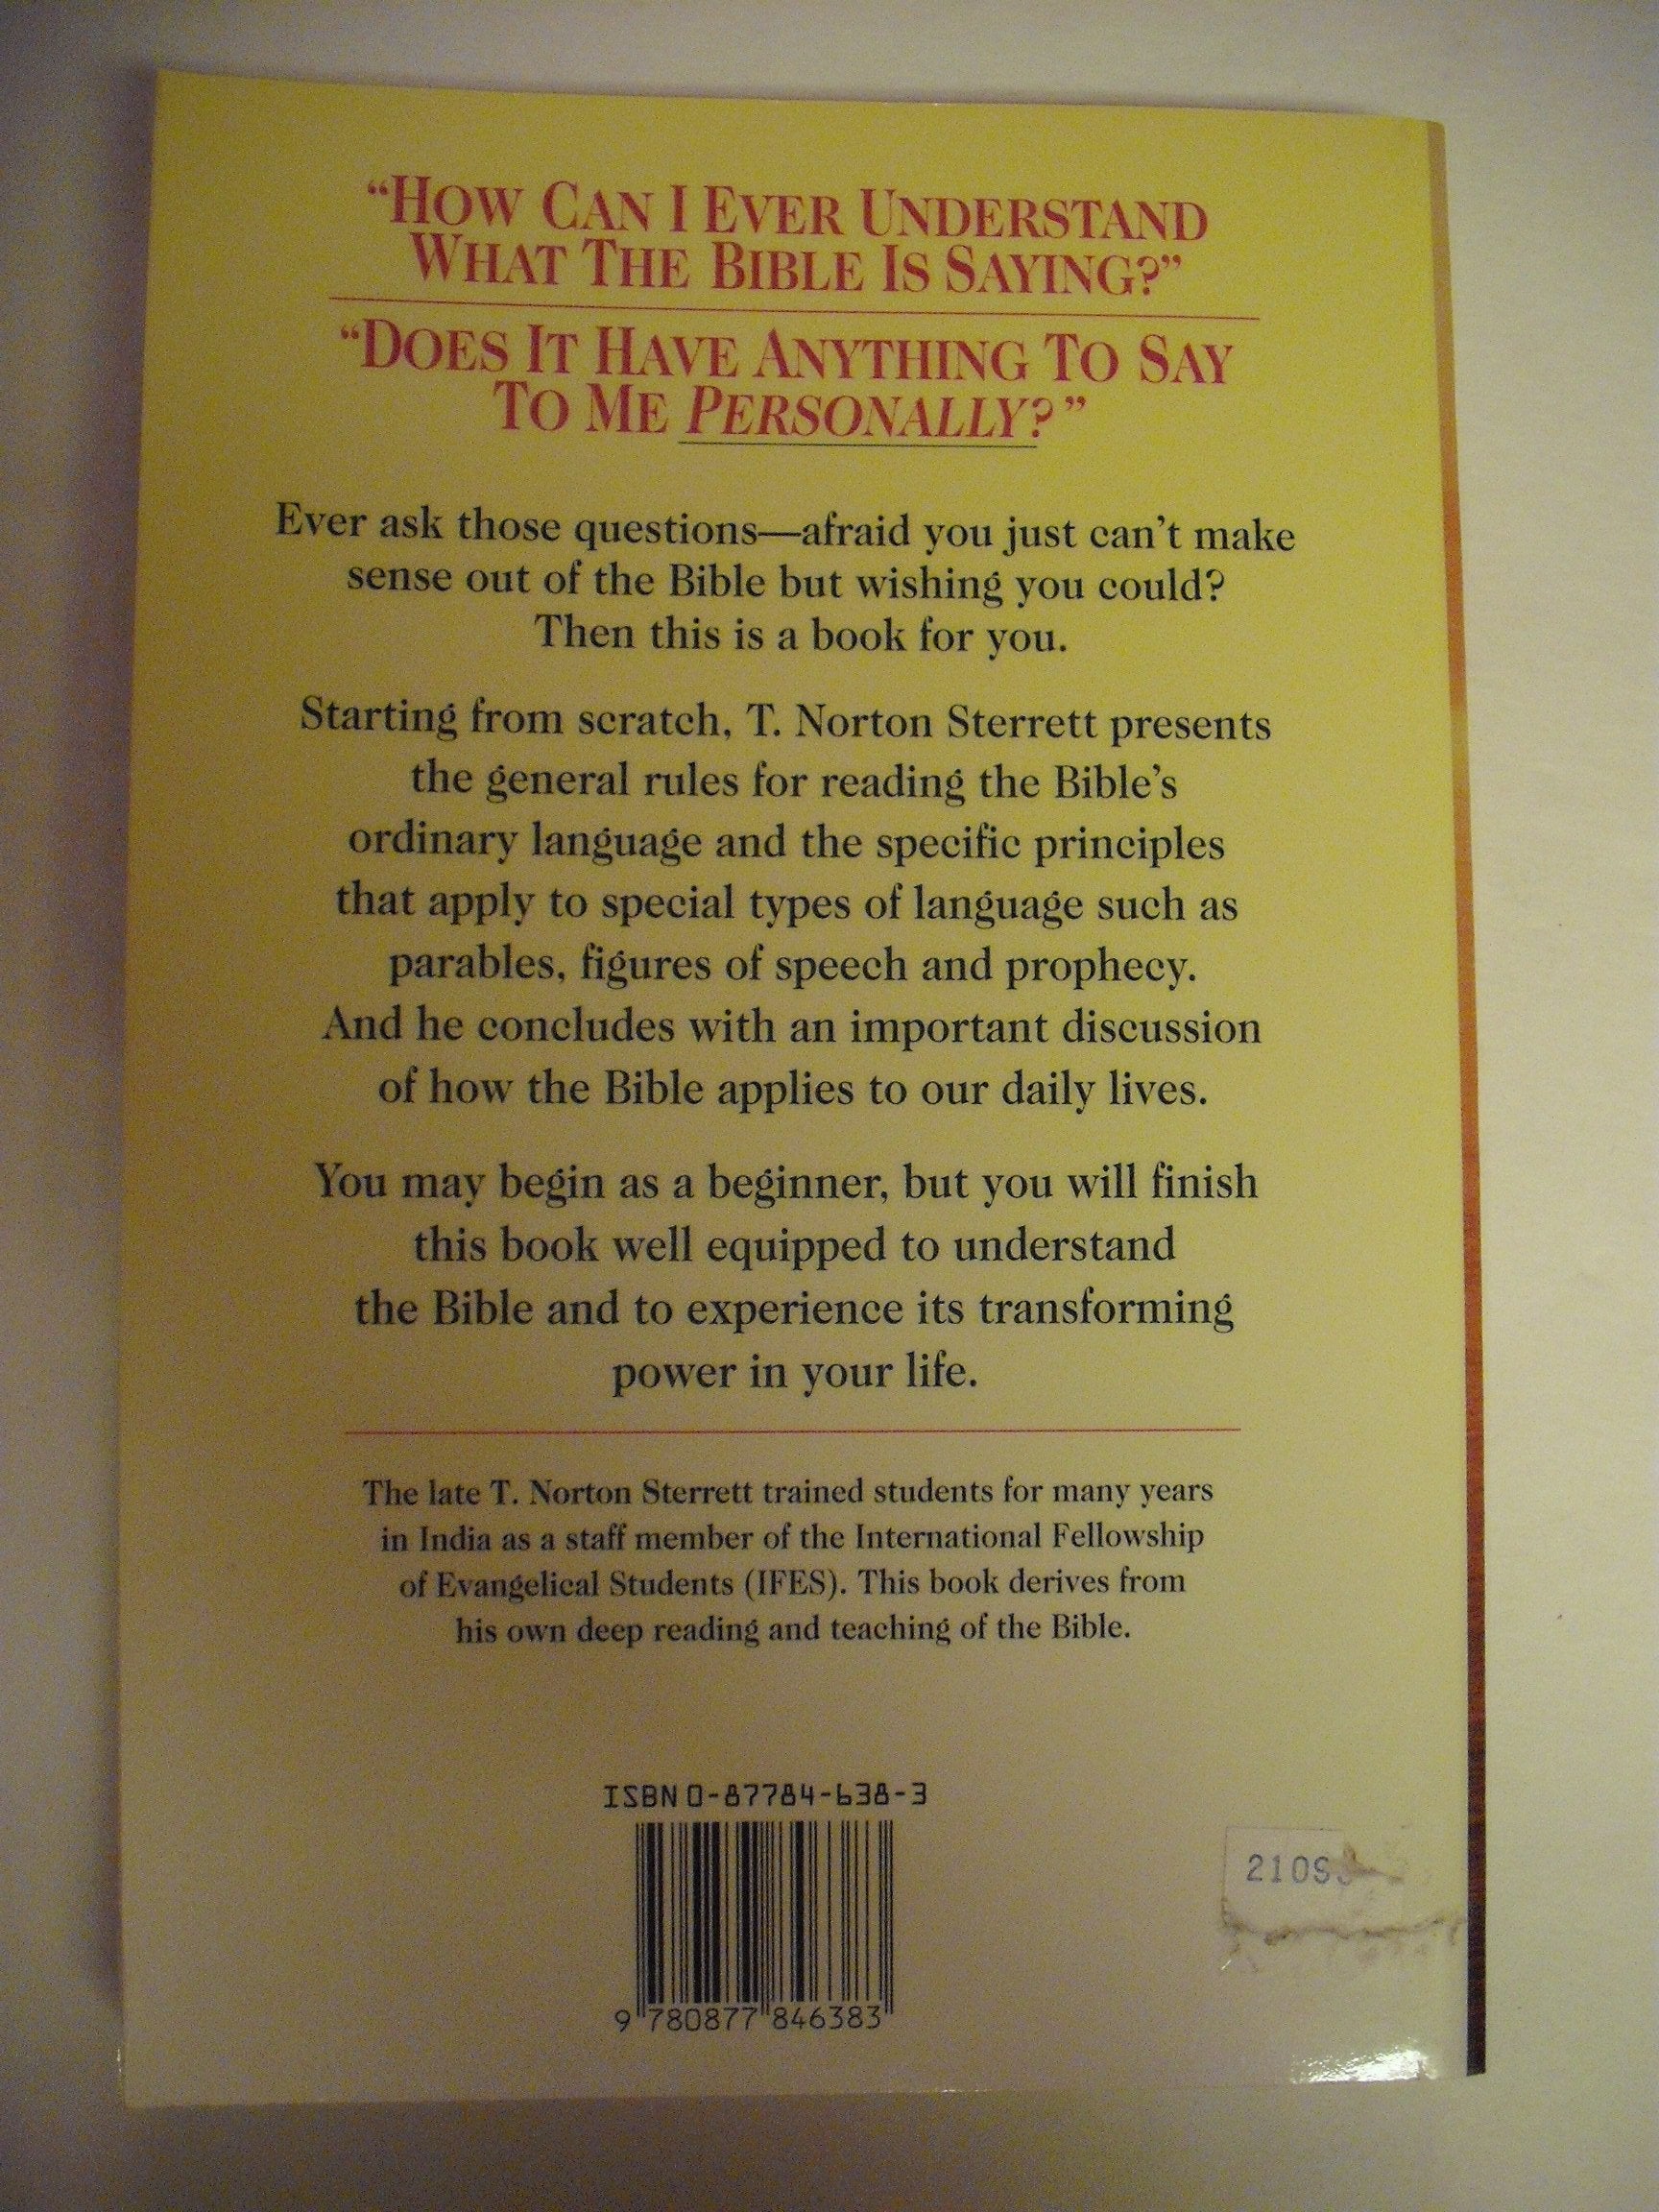 “HOW CAN I EVER UNDERSTAND
WHAT THE BIBLE IS SAYING?”
“DOES IT HAVE ANYTHING TO SAY
TO ME PERSONALLY?”
Ever ask those questions—afraid you just can’t make
sense out of the Bible but wishing you could?
Then this is a book for you.
Starting from scratch, T. Norton Sterrett presents
the general rules for reading the Bible’s
ordinary language and the specific principles
that apply to special types of language such as
parables, figures of speech and prophecy.
And he concludes with an important discussion
of how the Bible applies to our daily lives.
You may begin as a beginner, but you will finish
this book well equipped to understand
the Bible and to experience its transforming
power in your life.
The late T. Norton Sterrett trained students for many years
in India as a staff member of the International Fellowship
of Evangelical Students (IFES). This book derives from
his own deep reading and teaching of the Bible.
ISBN 0-87784-638-3
9 780877 846383